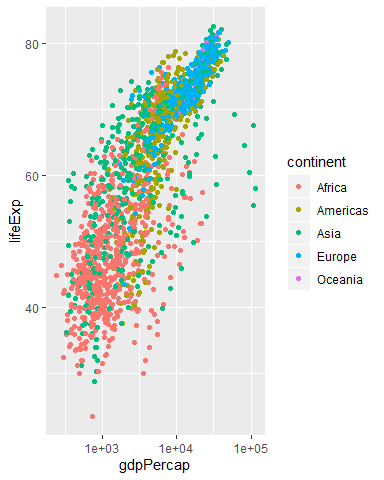 80
60
40
lifeExp
1e+03 1e+04 1e+05
gdpPercap
continent
Africa
Americas
Asia
Europe
Oceania